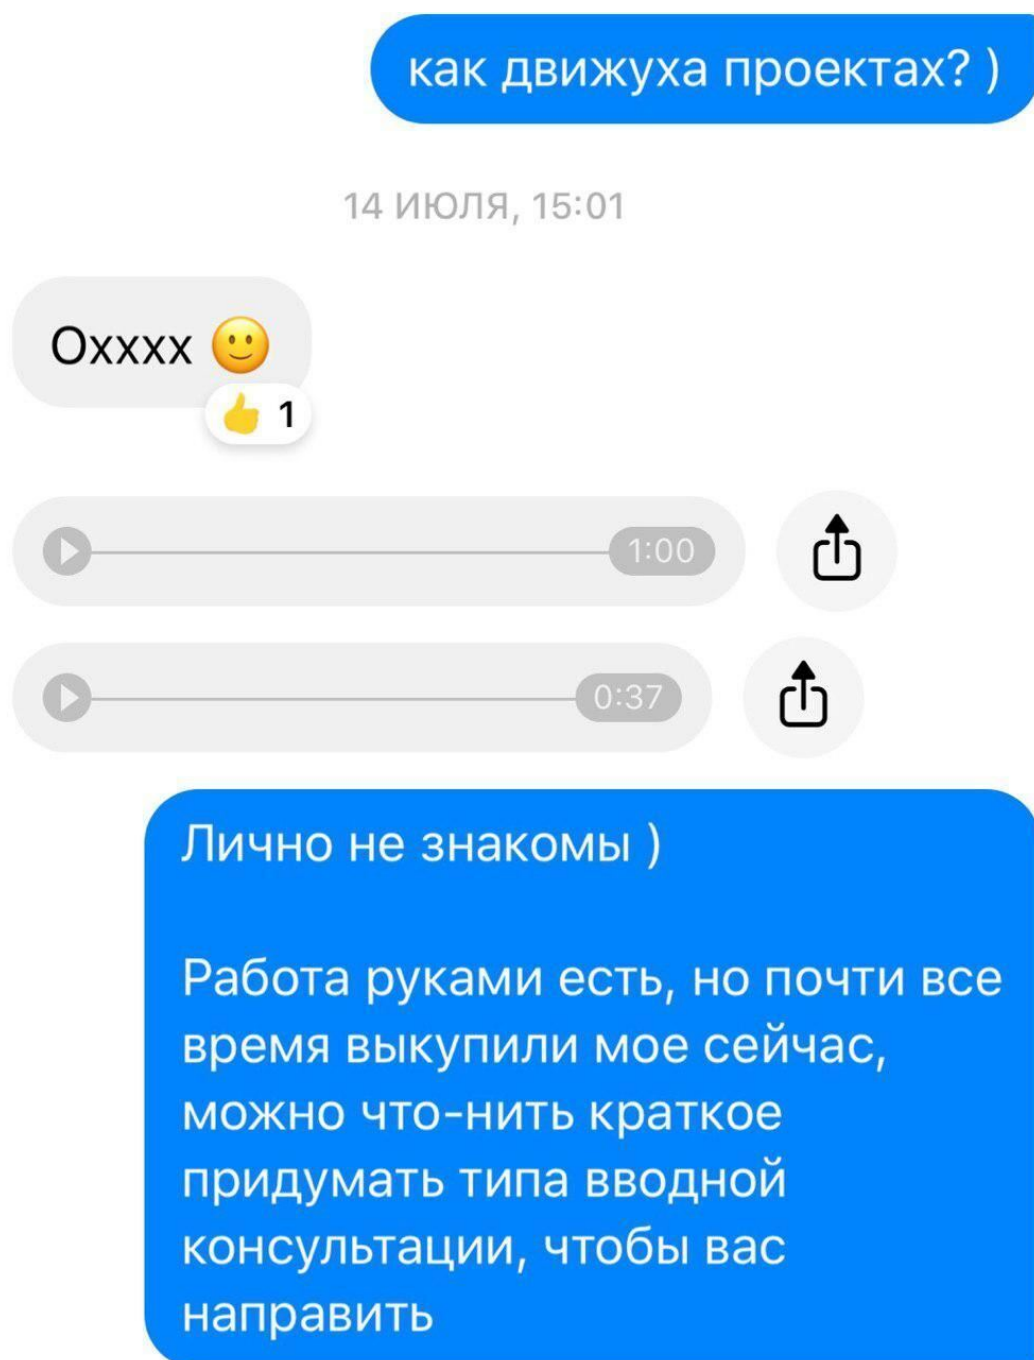 как движуха проектах? )
14 ИЮЛЯ, 15:01
Охххх 🙂
👍 1
1:00
0:37
Лично не знакомы )
Работа руками есть, но почти все
время выкупили мое сейчас,
можно что-нить краткое
придумать типа вводной
консультации, чтобы вас
направить